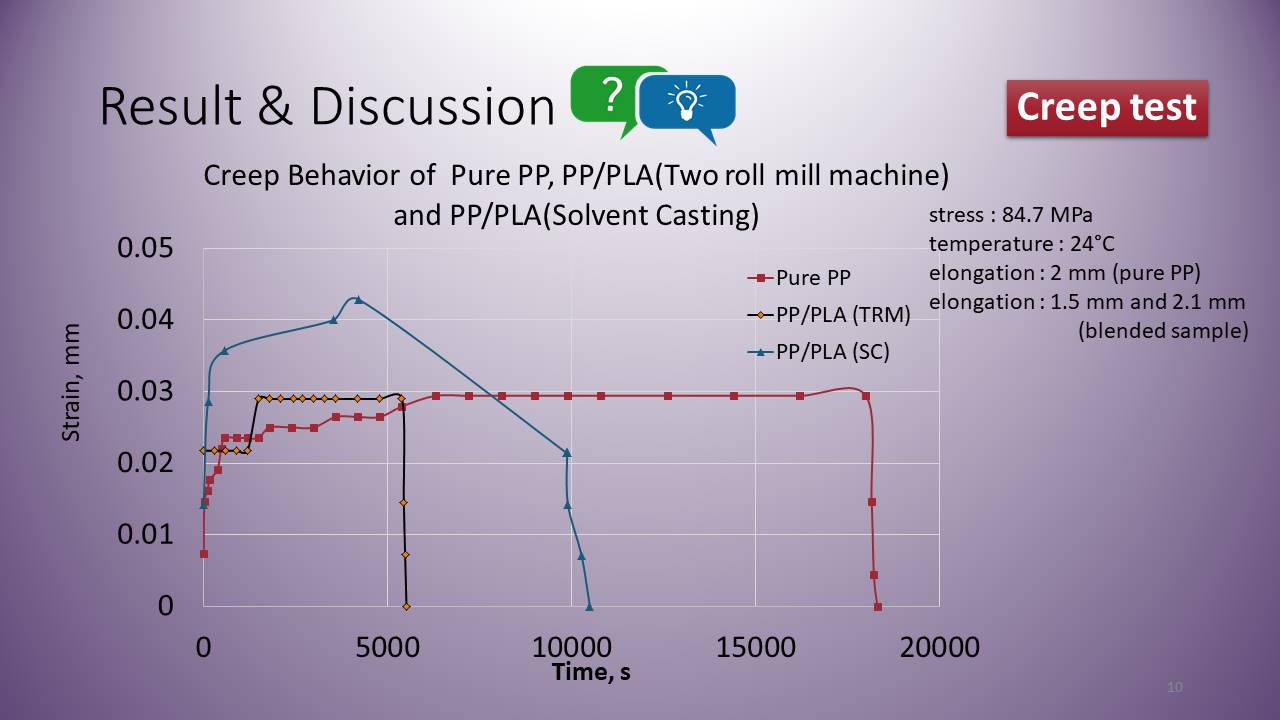 Result & Discussion
?
Creep test
Creep Behavior of Pure PP, PP/PLA(Two roll mill machine)
and PP/PLA(Solvent Casting)
stress : 84.7 MPa
temperature : 24°C
elongation : 2 mm (pure PP)
elongation : 1.5 mm and 2.1 mm
(blended sample)
Pure PP
PP/PLA (TRM)
PP/PLA (SC)
Strain, mm
0.05
0.04
0.03
0.02
0.01
0
0 5000 10000 15000 20000
Time, s
10